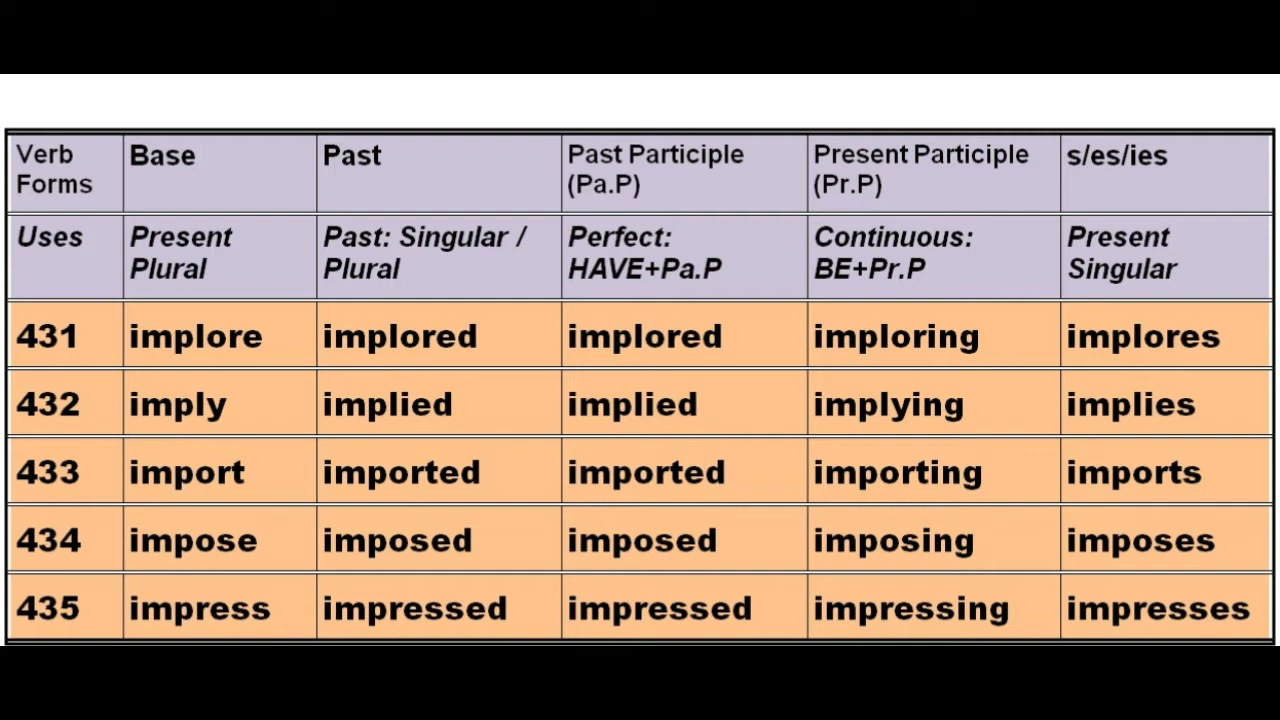 Verb Forms Base Past Past Participle (Pa.P) Present Participle (Pr.P) s/es/ies
Uses Present Plural Past: Singular / Plural Perfect: HAVE+Pa.P Continuous: BE+Pr.P Present Singular
431 implore implored implored imploring implores
432 imply implied implied implying implies
433 import imported imported importing imports
434 impose imposed imposed imposing imposes
435 impress impressed impressed impressing impresses